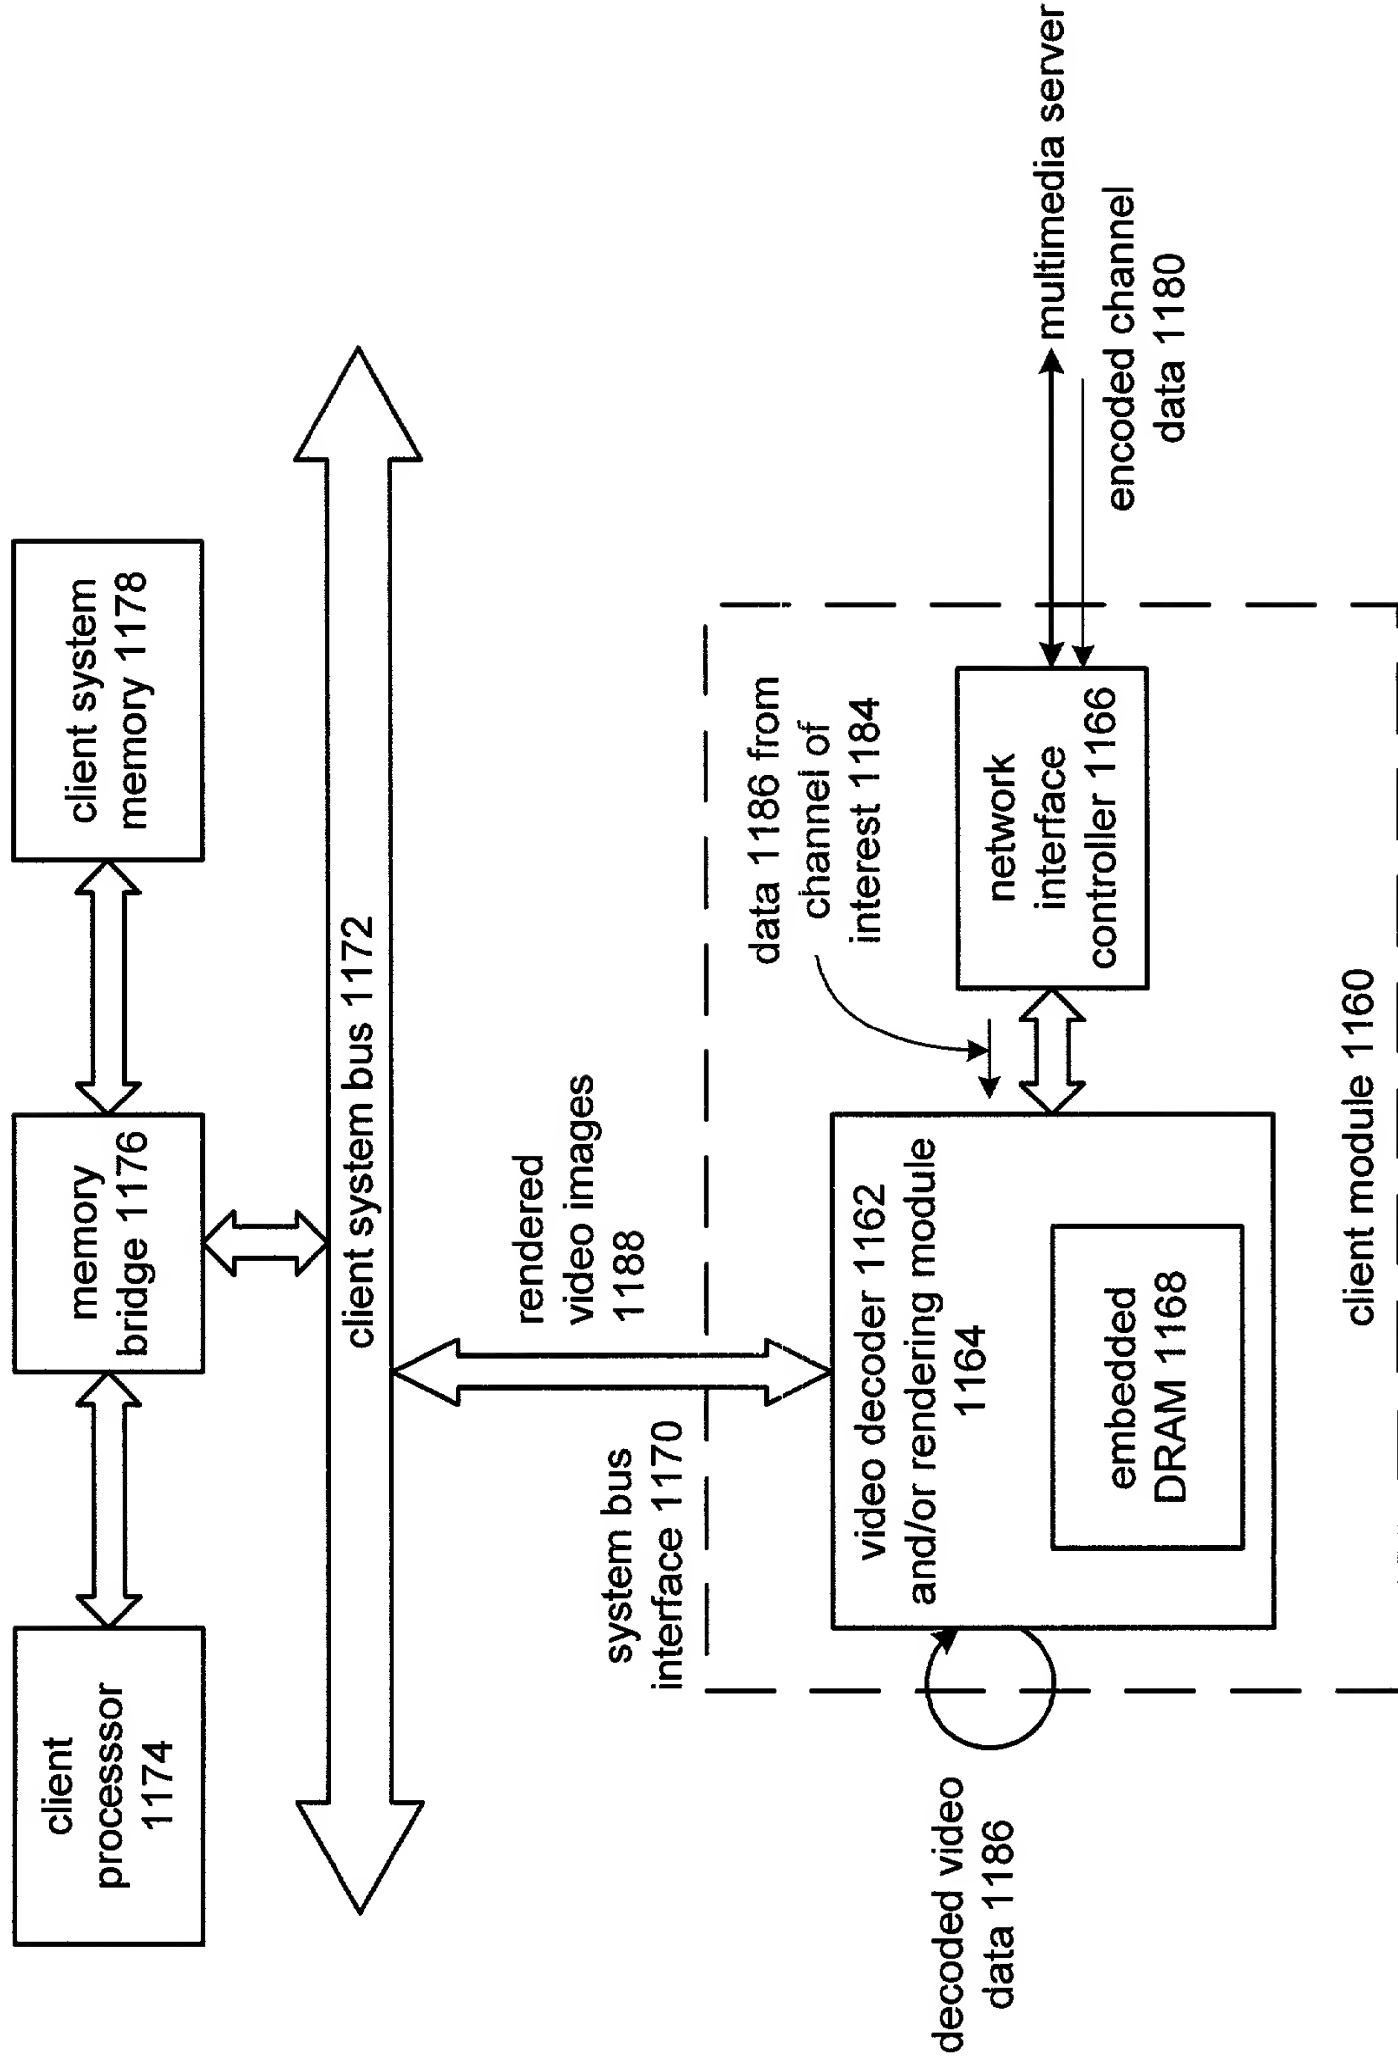 client
processor
1174
memory
bridge 1176
client system
memory 1178
client system bus 1172
rendered
video images
1188
system bus
interface 1170
data 1186 from
channel of
interest 1184
video decoder 1162
and/or rendering module
1164
embedded
DRAM 1168
network
interface
controller 1166
multimedia server
encoded channel
data 1180
decoded video
data 1186
client module 1160